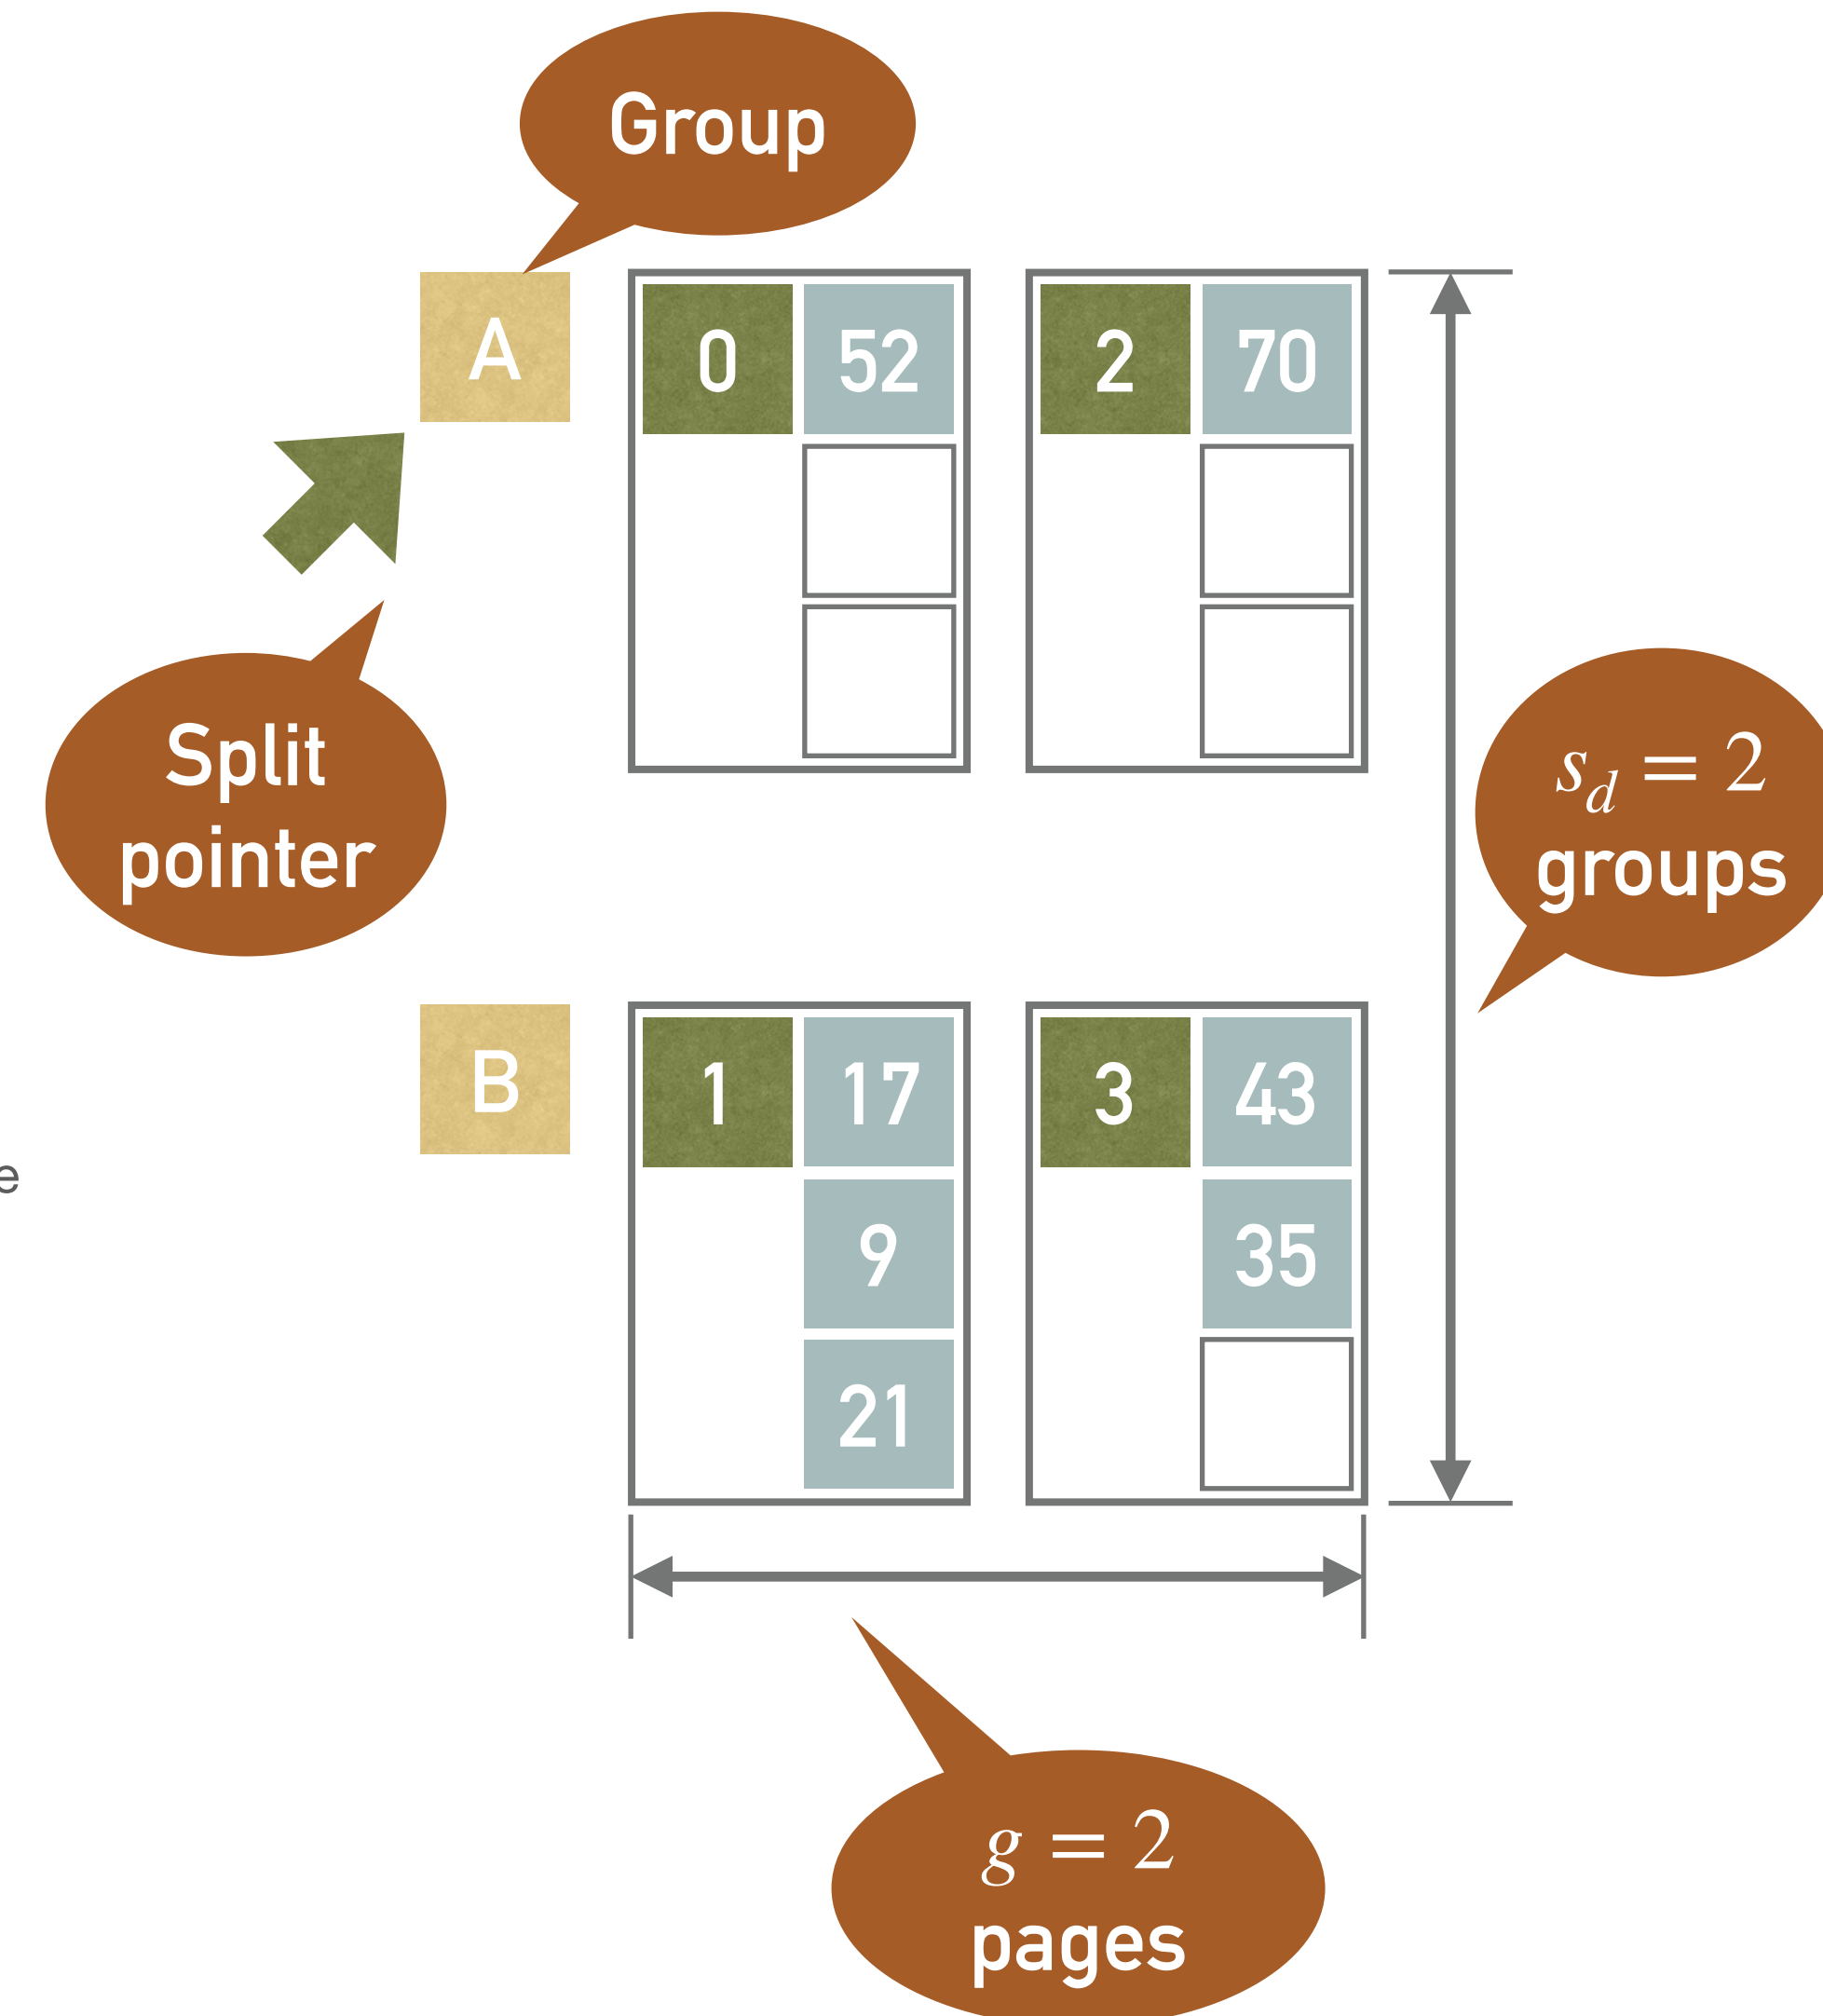 Group
A
0 52
2 70
Split
pointer
s_d = 2
groups
B
1 17
3 43
9
35
e
21
g = 2
pages